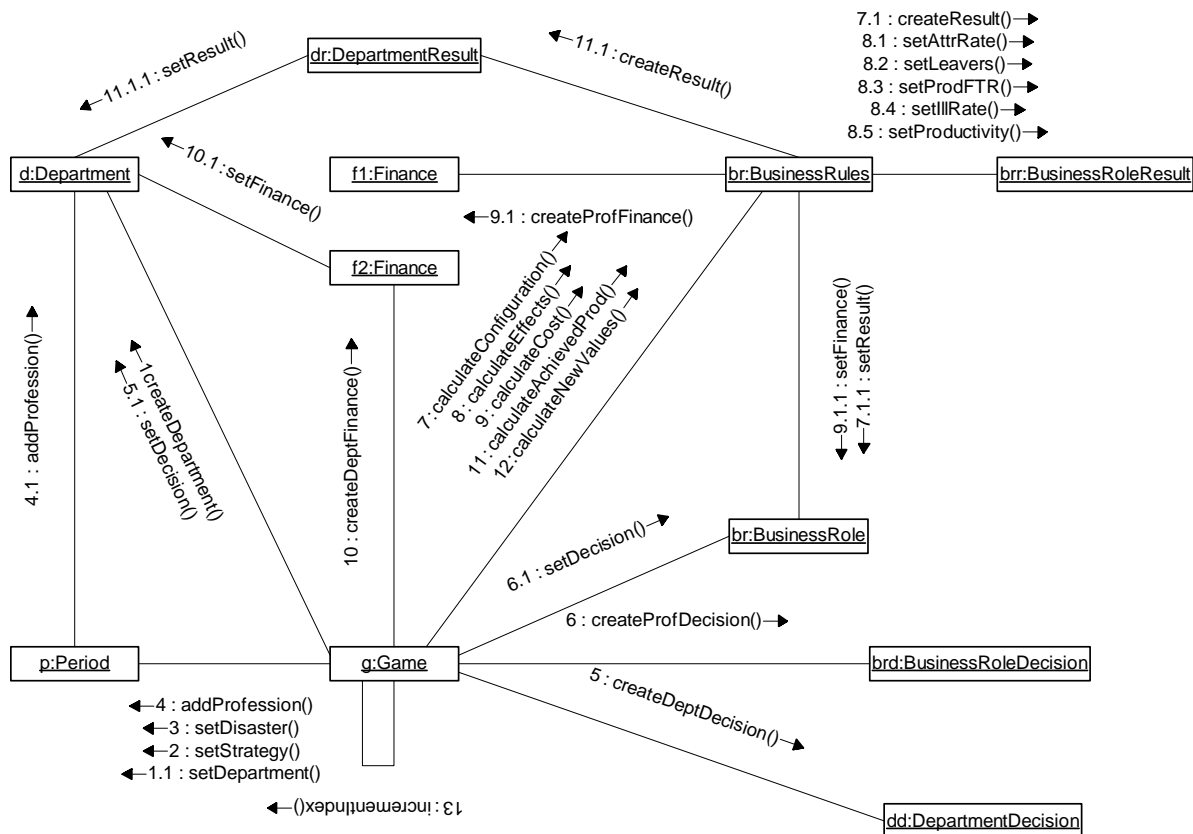 7.1 : createResult()
8.1 : setAttrRate()
8.2 : setLeavers()
8.3 : setProdFTR()
8.4 : setIllRate()
8.5 : setProductivity()
11.1.1 : setResult()
dr:DepartmentResult
11.1 : createResult()
d:Department
10.1 : setFinance()
f1:Finance
br:BusinessRules
brr:BusinessRoleResult
9.1 : createProfFinance()
f2:Finance
4.1 : addProfession()
1 createDepartment()
5.1 : setDecision()
10 : createDeptFinance()
7 : calculateConfiguration()
8 : calculateEffects()
9 : calculateCost()
11 : calculateAchievedProd()
12 : calculateNewValues()
9.1.1 : setFinance()
7.1.1 : setResult()
br:BusinessRole
6.1 : setDecision()
6 : createProfDecision()
p:Period
g:Game
brd:BusinessRoleDecision
5 : createDeptDecision()
4 : addProfession()
3 : setDisaster()
2 : setStrategy()
1.1 : setDepartment()
13 : incrementIndex()
dd:DepartmentDecision